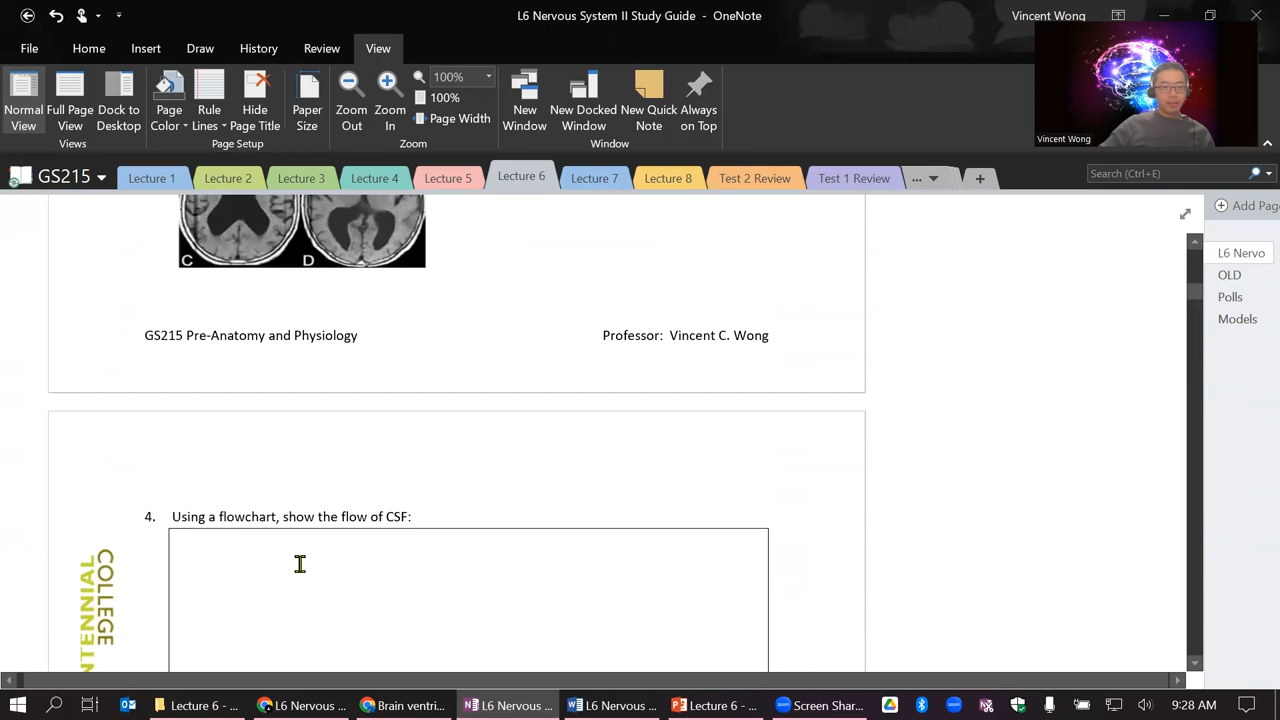 L6 Nervous System II Study Guide - OneNote
Vincent Wong
File
Home
Insert
Draw
History
Review
View
Normal View
Full Page View
Dock to Desktop
Views
Page Color
Rule Lines
Hide Page Title
Page Setup
Paper Size
Zoom Out
Zoom In
100%
100%
Page Width
Zoom
New Window
New Docked Window
New Quick Note
Always on Top
Window
Vincent Wong
GS215
Lecture 1
Lecture 2
Lecture 3
Lecture 4
Lecture 5
Lecture 6
Lecture 7
Lecture 8
Test 2 Review
Test 1 Review
...
Search (Ctrl+E)
Add Pag
L6 Nervo
OLD
Polls
Models
C
D
GS215 Pre-Anatomy and Physiology
Professor: Vincent C. Wong
4. Using a flowchart, show the flow of CSF:
COLLEGE
ENTENNIAL
Lecture 6 - ...
L6 Nervous ...
Brain ventri...
L6 Nervous ...
L6 Nervous ...
Lecture 6 - ...
Screen Shar...
9:28 AM